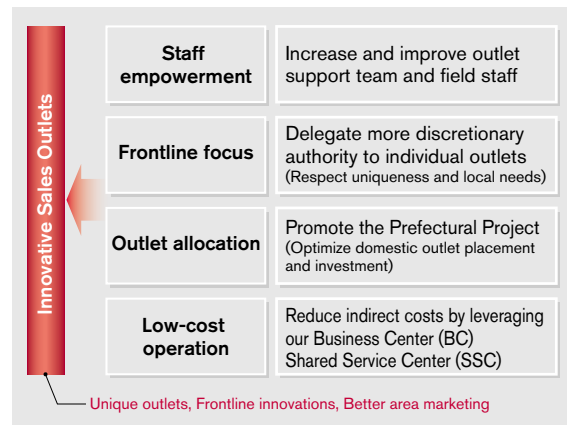 Innovative Sales Outlets
Staff
empowerment
Increase and improve outlet
support team and field staff
Frontline focus
Delegate more discretionary
authority to individual outlets
(Respect uniqueness and local needs)
Outlet allocation
Promote the Prefectural Project
(Optimize domestic outlet placement
and investment)
Low-cost
operation
Reduce indirect costs by leveraging
our Business Center (BC)
Shared Service Center (SSC)
Unique outlets, Frontline innovations, Better area marketing